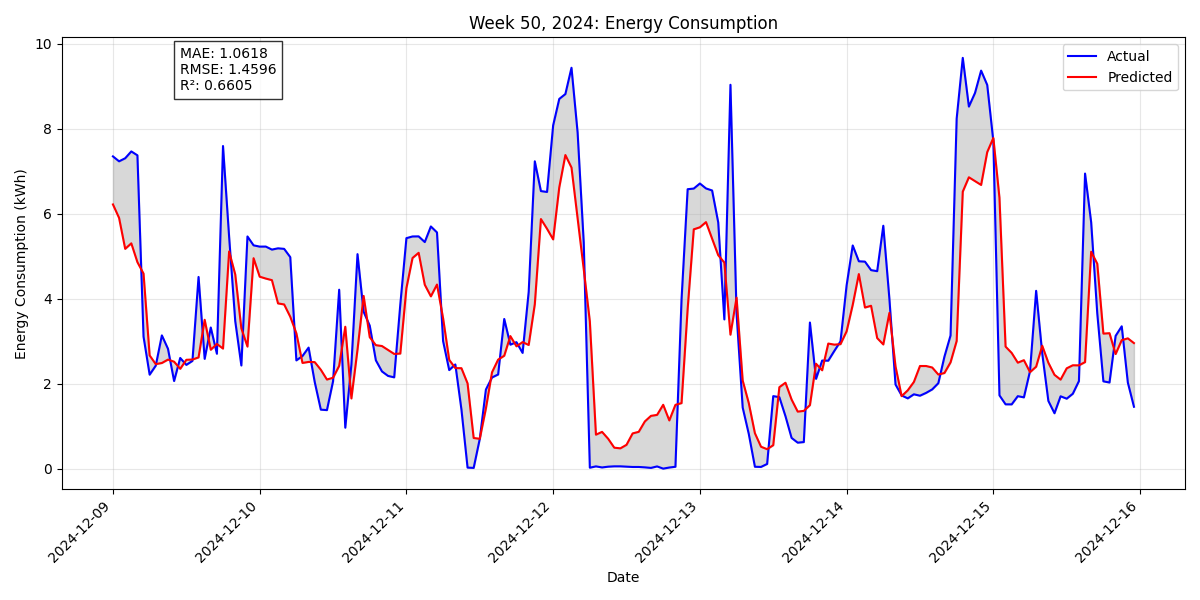 Week 50, 2024: Energy Consumption
MAE: 1.0618
RMSE: 1.4596
R²: 0.6605
Actual
Predicted
Energy Consumption (kWh)
10
8
6
4
2
0
2024-12-09
2024-12-10
2024-12-11
2024-12-12
2024-12-13
2024-12-14
2024-12-15
2024-12-16
Date